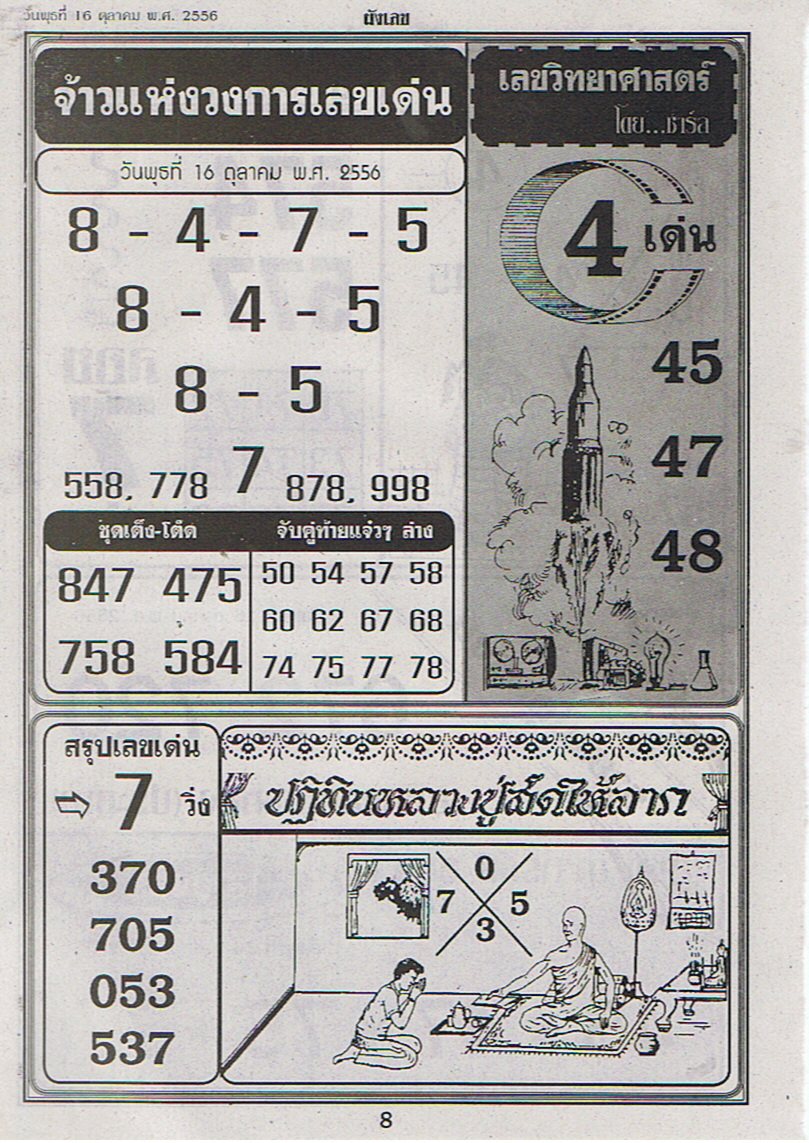 วันพุธที่ 16 ตุลาคม พ.ศ. 2556
ผังเลข
จ้าวแห่งวงการเลขเด่น
วันพุธที่ 16 ตุลาคม พ.ศ. 2556
8 - 4 - 7 - 5
8 - 4 - 5
8 - 5
7
558, 778
878, 998
ชุดเต็ง-โต๊ด
847 475
758 584
จับคู่ท้ายแจ๋วๆ ล่าง
50 54 57 58
60 62 67 68
74 75 77 78
เลขวิทยาศาสตร์
โดย...ชาร์ล
4 เด่น
45
47
48
สรุปเลขเด่น
7 วิ่ง
370
705
053
537
ปฏิทินหลวงปู่ใส่ดีให้ลาภ
0
7 5
3
8